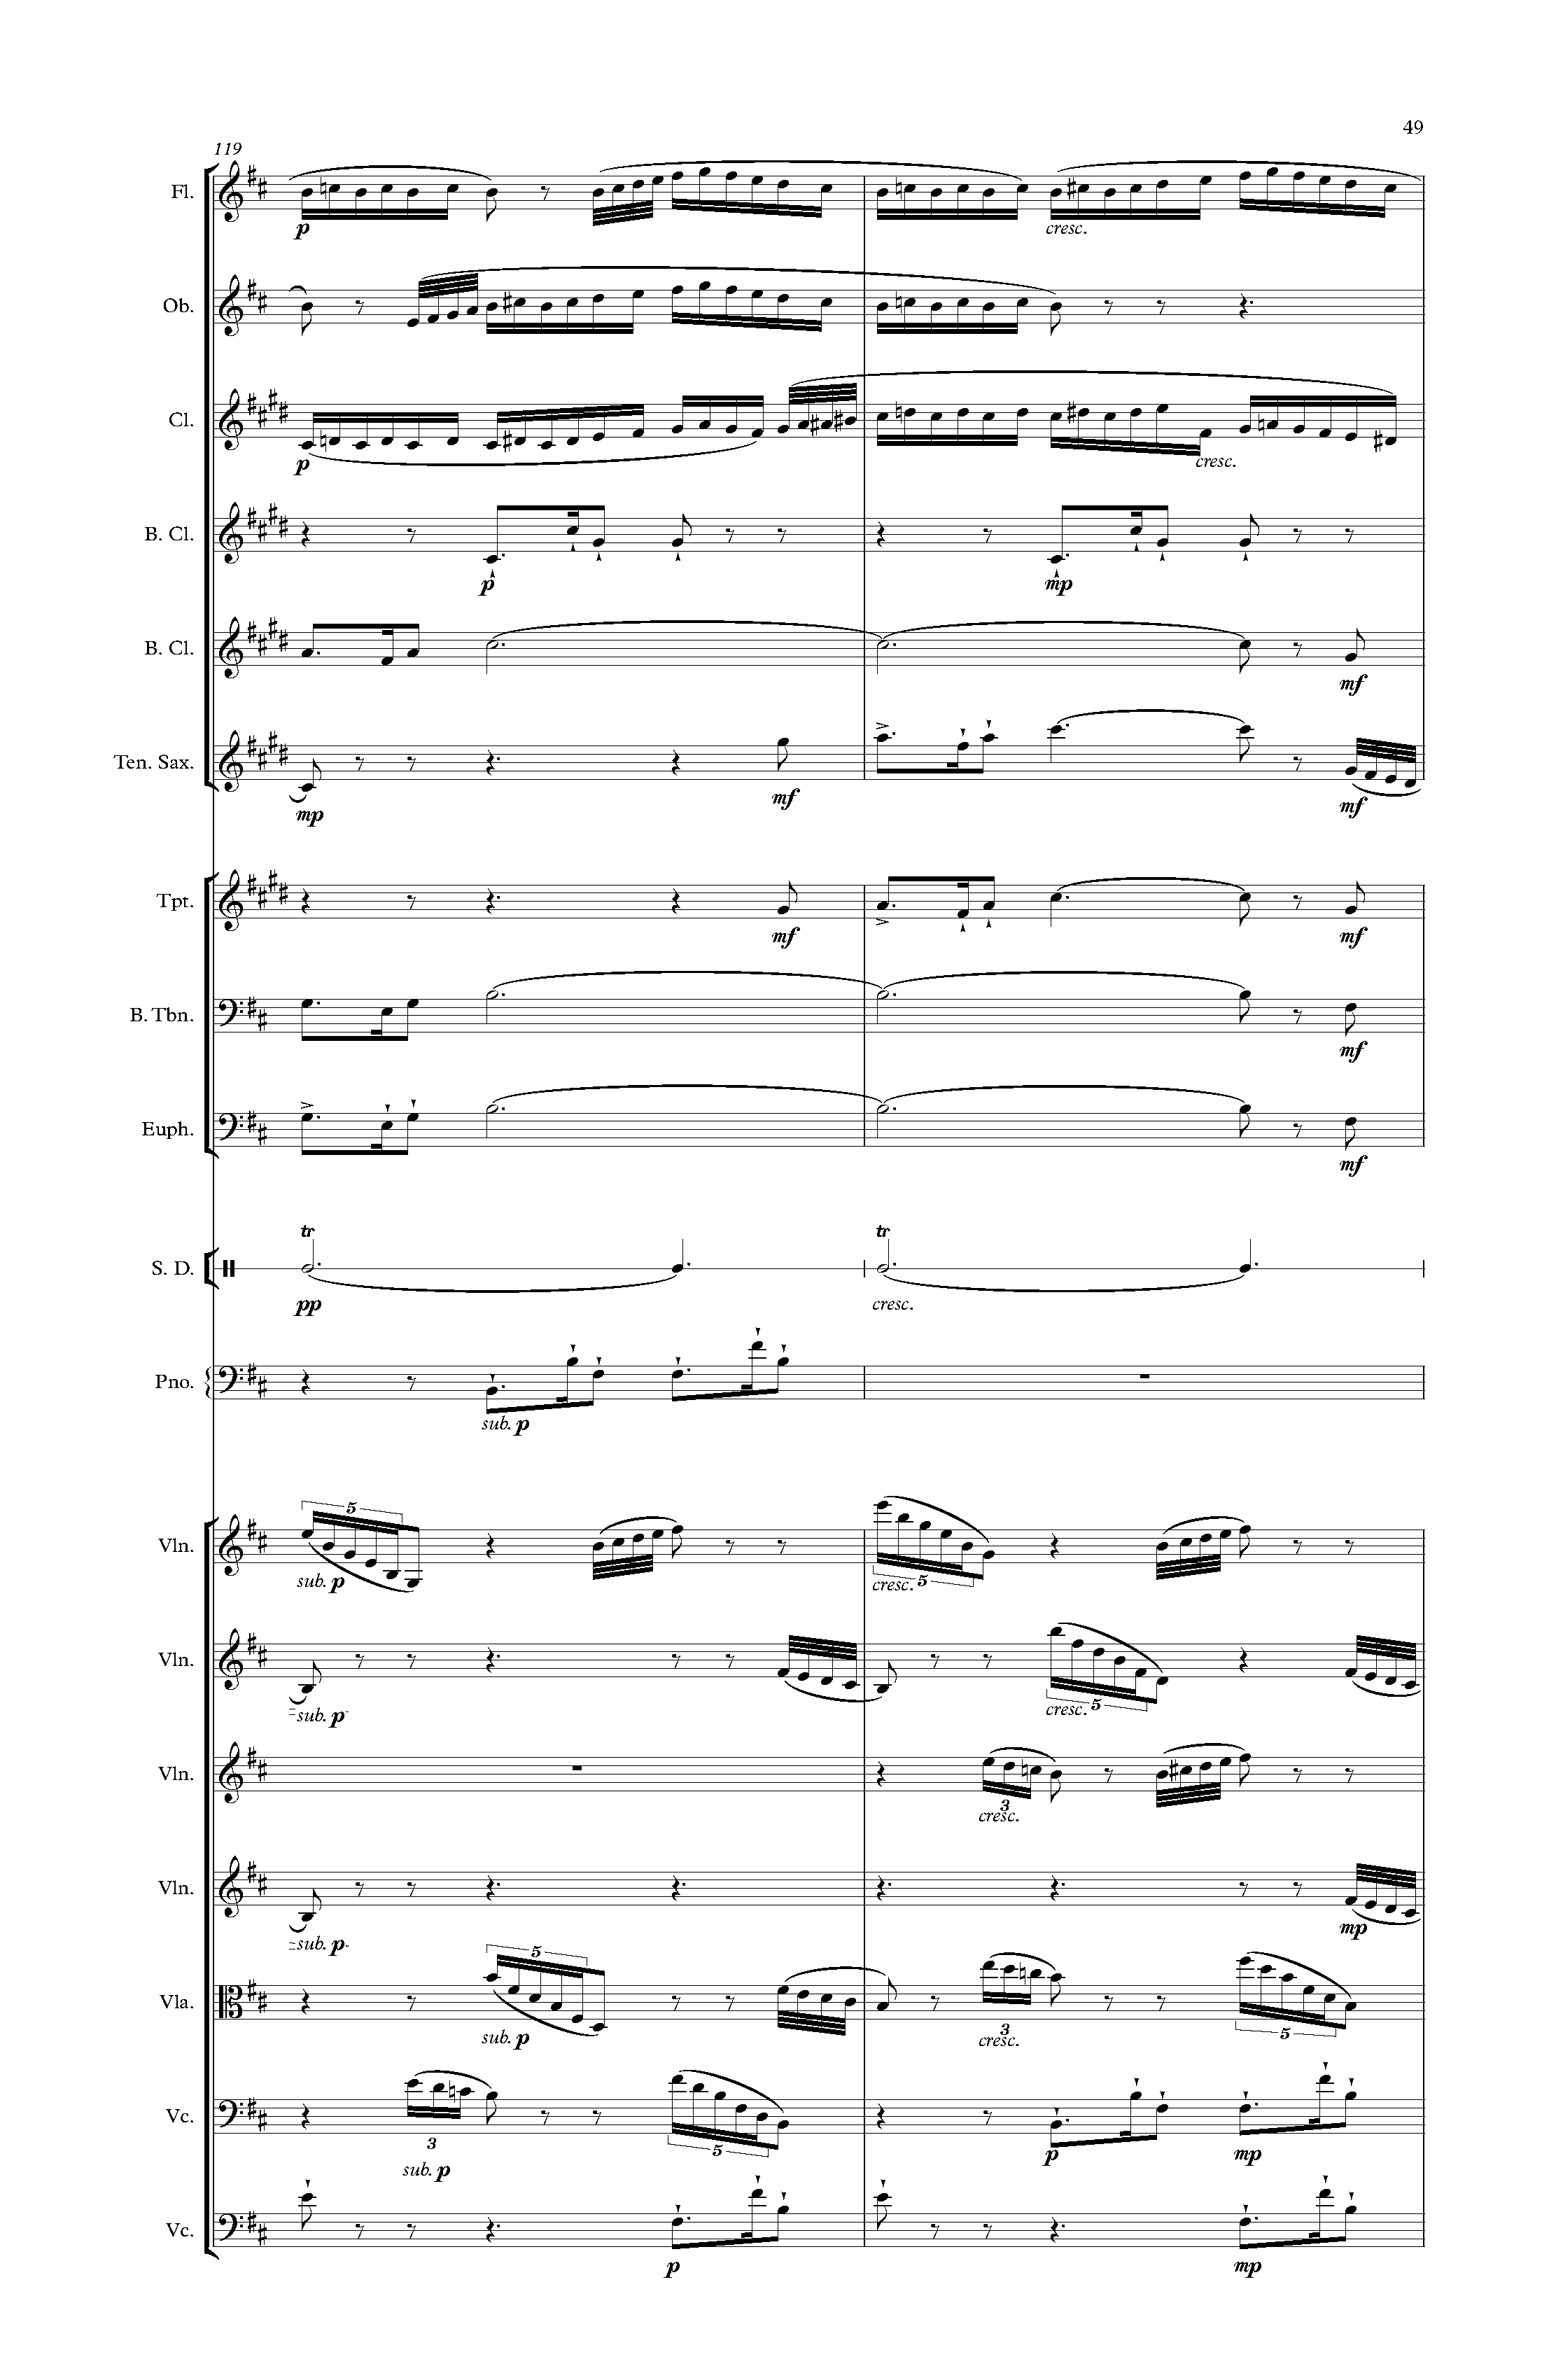 49
119
Fl.
p
cresc.
Ob.
Cl.
p
cresc.
B. Cl.
p
mp
B. Cl.
mf
Ten. Sax.
mp
mf
mf
Tpt.
mf
mf
B. Tbn.
mf
Euph.
mf
tr
tr
S. D.
pp
cresc.
Pno.
sub. p
5
Vln.
sub. p
cresc. 5
Vln.
sub. p
cresc. 5
Vln.
3
cresc.
Vln.
sub. p
mp
5
Vla.
sub. p
3
cresc.
5
Vc.
3
5
sub. p
p
mp
Vc.
p
mp